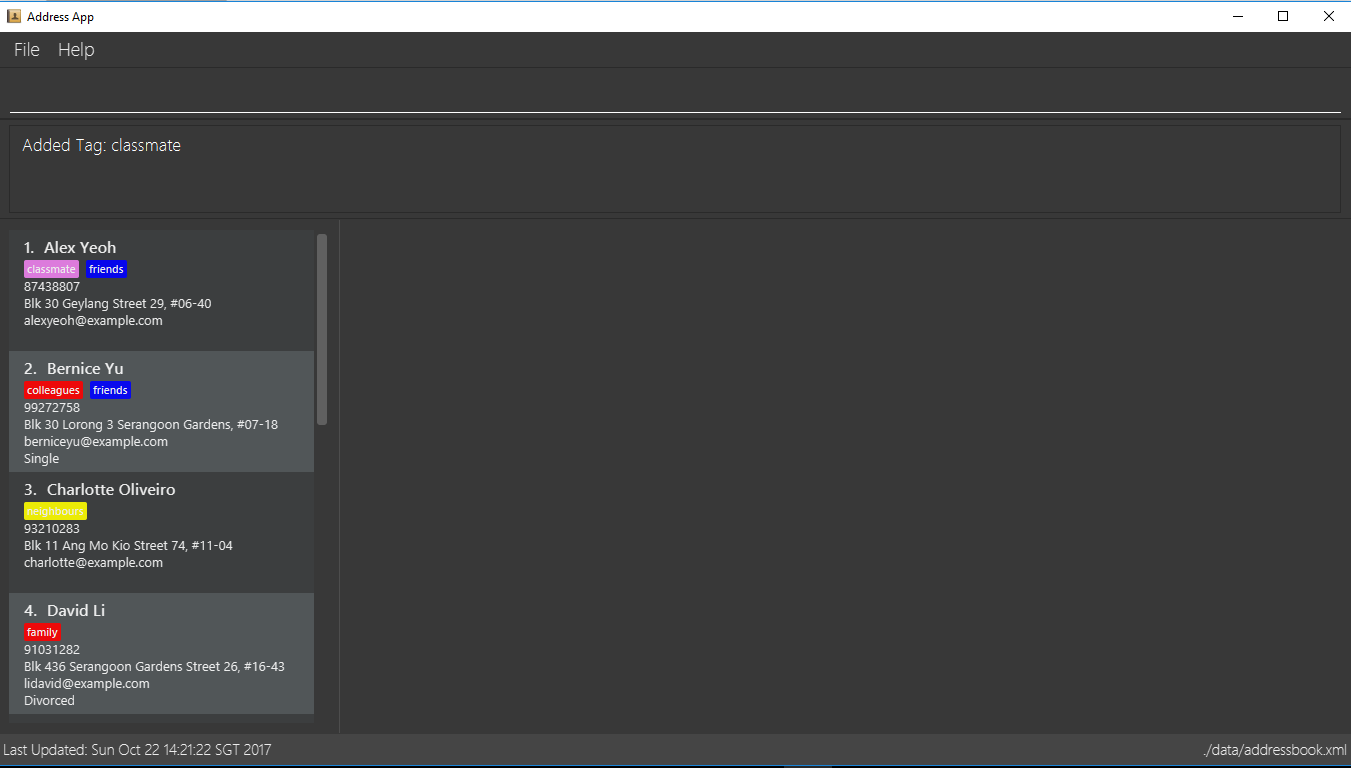 Address App
File Help
Added Tag: classmate
1. Alex Yeoh
classmate friends
87438807
Blk 30 Geylang Street 29, #06-40
alexyeoh@example.com
2. Bernice Yu
colleagues friends
99272758
Blk 30 Lorong 3 Serangoon Gardens, #07-18
berniceyu@example.com
Single
3. Charlotte Oliveiro
neighbours
93210283
Blk 11 Ang Mo Kio Street 74, #11-04
charlotte@example.com
4. David Li
family
91031282
Blk 436 Serangoon Gardens Street 26, #16-43
lidavid@example.com
Divorced
Last Updated: Sun Oct 22 14:21:22 SGT 2017
./data/addressbook.xml